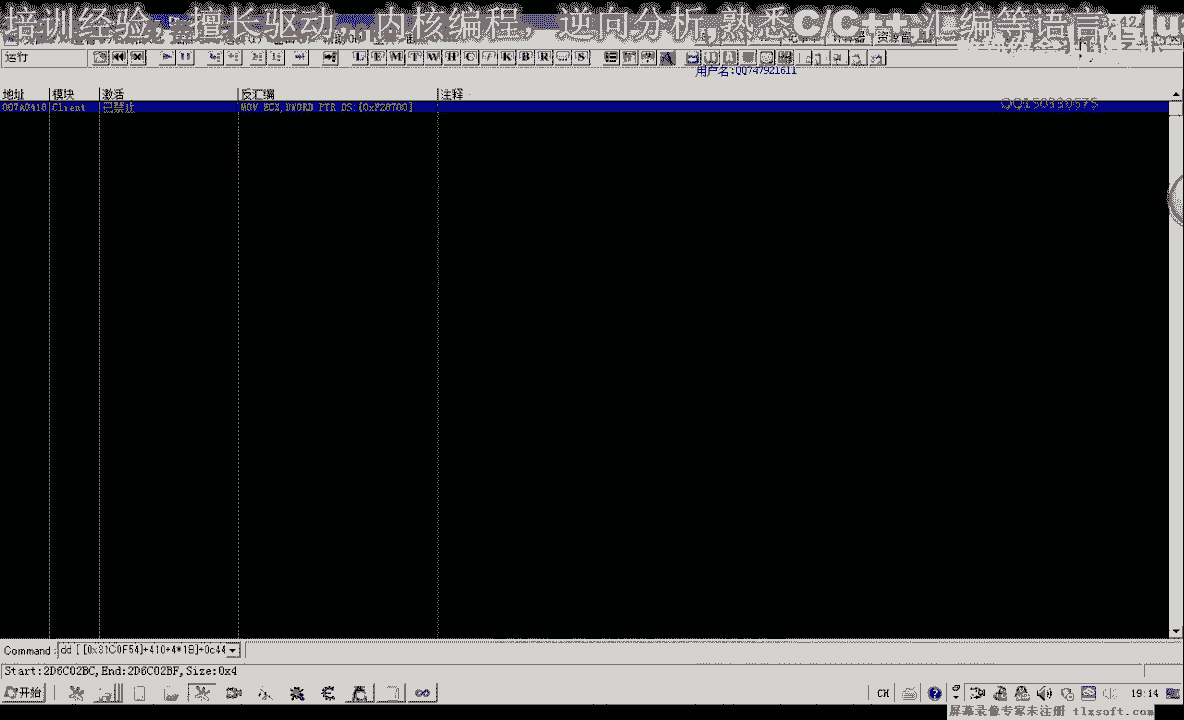 培训经验,擅长驱动,内核编程,逆向分析 熟悉C/C++ 汇编等语言
运行
L E M T W H C / K B R ... S
用户名:QQ747921611
地址 模块 激活 反汇编 注释
007A0418 Client 已禁止 MOV ECX,DWORD PTR DS:[0xF28700]
QQ150330575
Command: dd [[0x31C0F54]+410+4*1B]+0c44
Start:2D6C02BC,End:2D6C02BF,Size:0x4
开始
CH
19:14
屏幕录像专家未注册 tlxsoft.com